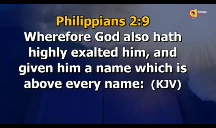 Philippians 2:9
Wherefore God also hath
highly exalted him, and
given him a name which is
above every name: (KJV)